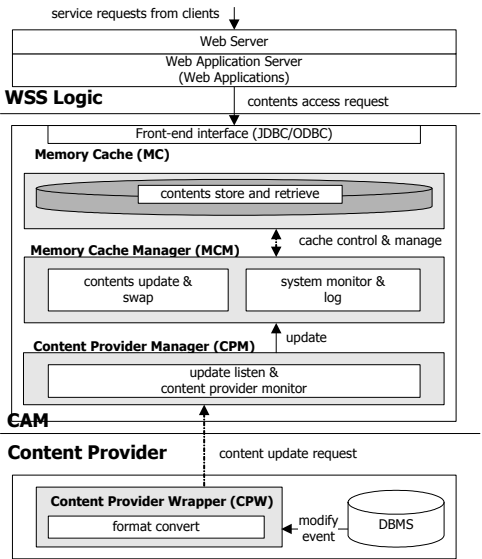 service requests from clients
Web Server
Web Application Server
(Web Applications)
WSS Logic
contents access request
Front-end interface (JDBC/ODBC)
Memory Cache (MC)
contents store and retrieve
cache control & manage
Memory Cache Manager (MCM)
contents update &
swap
system monitor &
log
update
Content Provider Manager (CPM)
update listen &
content provider monitor
CAM
Content Provider
content update request
Content Provider Wrapper (CPW)
format convert
modify
event
DBMS